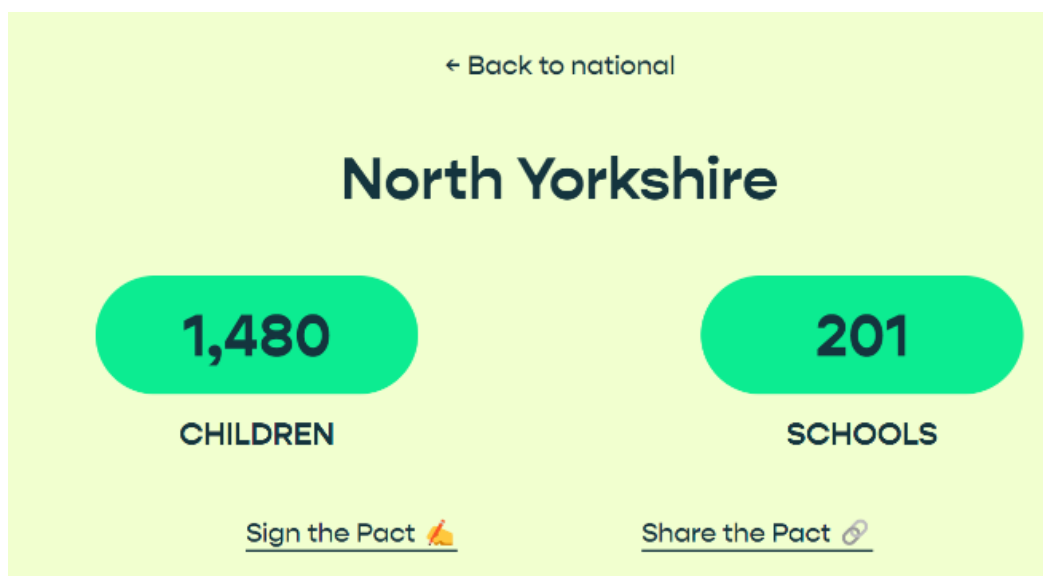 ← Back to national
North Yorkshire
1,480 201
CHILDREN SCHOOLS
Sign the Pact ✍️ Share the Pact 🔗